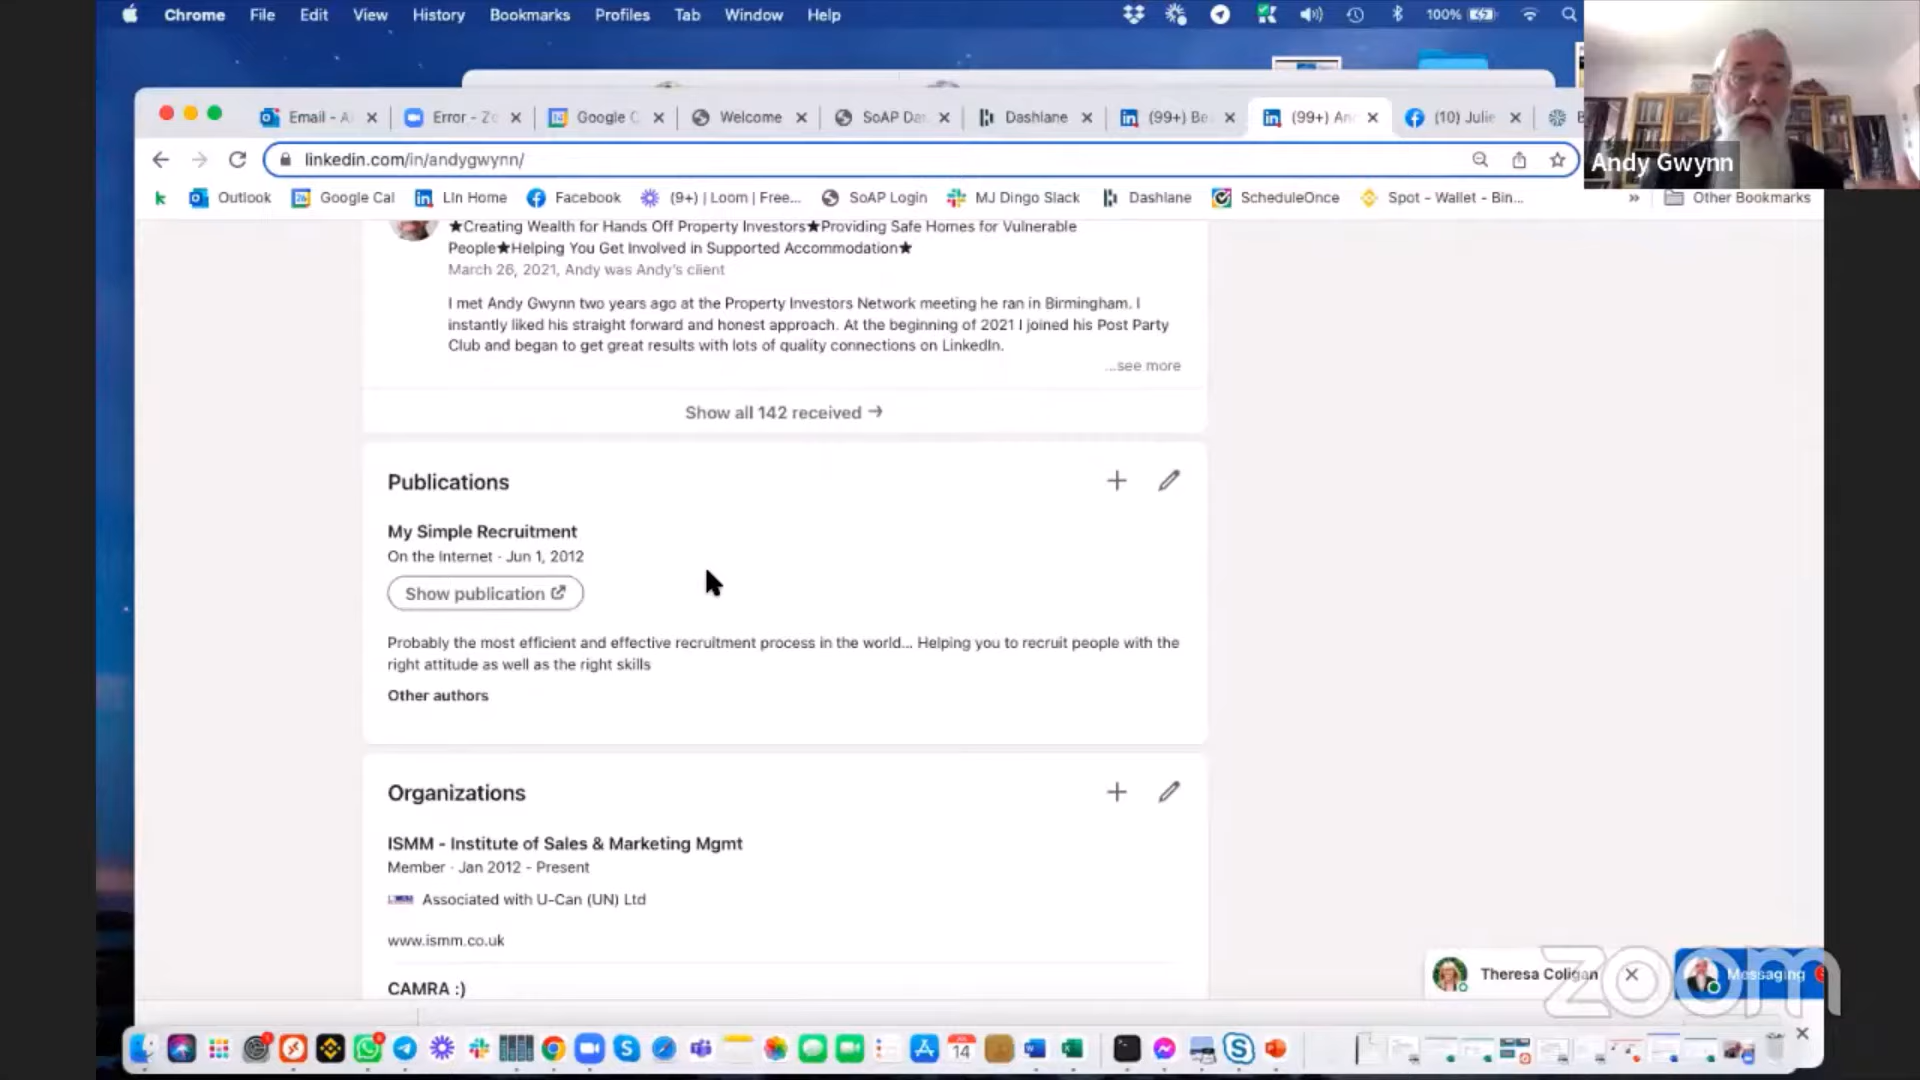 Chrome File Edit View History Bookmarks Profiles Tab Window Help 100%
Email - A Error - Zo Google C Welcome SoAP Das Dashlane (99+) Be (99+) An (10) Julie
linkedin.com/in/andygwynn/
Andy Gwynn
Outlook Google Cal LIn Home Facebook (9+) | Loom | Free... SoAP Login MJ Dingo Slack Dashlane ScheduleOnce Spot - Wallet - Bin... » Other Bookmarks
★Creating Wealth for Hands Off Property Investors★Providing Safe Homes for Vulnerable
People★Helping You Get Involved in Supported Accommodation★
March 26, 2021, Andy was Andy's client
I met Andy Gwynn two years ago at the Property Investors Network meeting he ran in Birmingham. I
instantly liked his straight forward and honest approach. At the beginning of 2021 I joined his Post Party
Club and began to get great results with lots of quality connections on LinkedIn.
...see more
Show all 142 received →
Publications
My Simple Recruitment
On the Internet · Jun 1, 2012
Show publication
Probably the most efficient and effective recruitment process in the world... Helping you to recruit people with the
right attitude as well as the right skills
Other authors
Organizations
ISMM - Institute of Sales & Marketing Mgmt
Member · Jan 2012 - Present
Associated with U-Can (UN) Ltd
www.ismm.co.uk
CAMRA :)
Theresa Coligan
Messaging
zoom
14